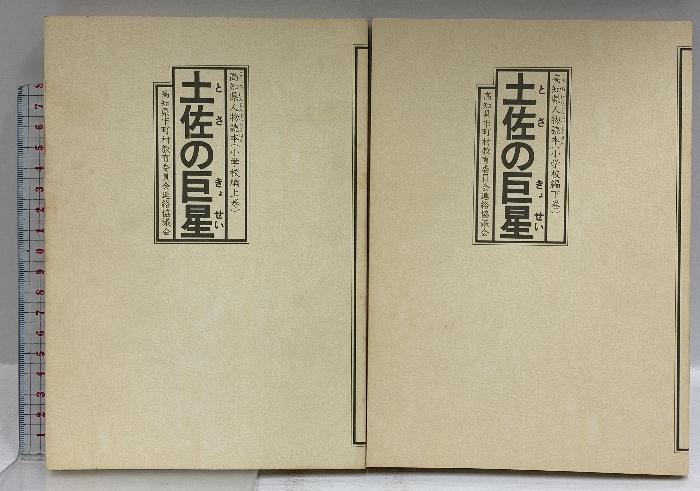 高知県人物読本(小学校編上巻)
土佐の巨星
とさ きょせい
高知県市町村教育委員会連絡協議会
高知県人物読本(小学校編下巻)
土佐の巨星
とさ きょせい
高知県市町村教育委員会連絡協議会